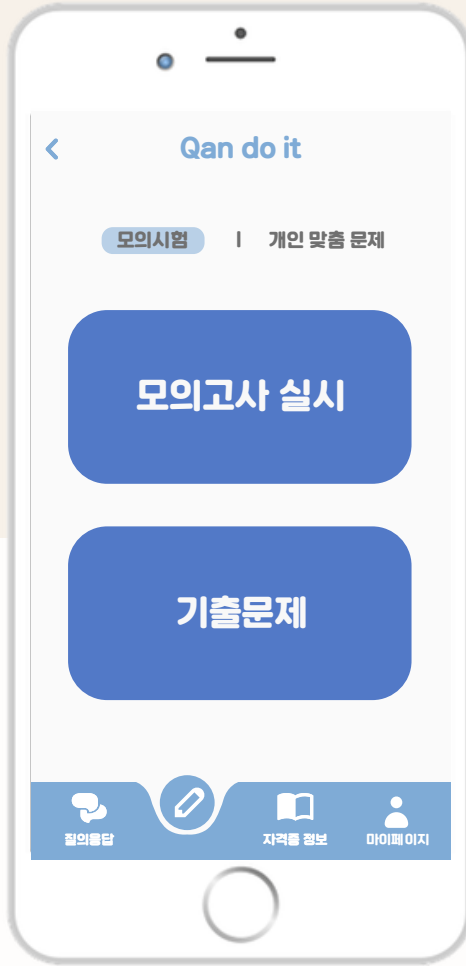 Qan do it
모의시험 | 개인 맞춤 문제
모의고사 실시
기출문제
질의응답 자격증 정보 마이페이지